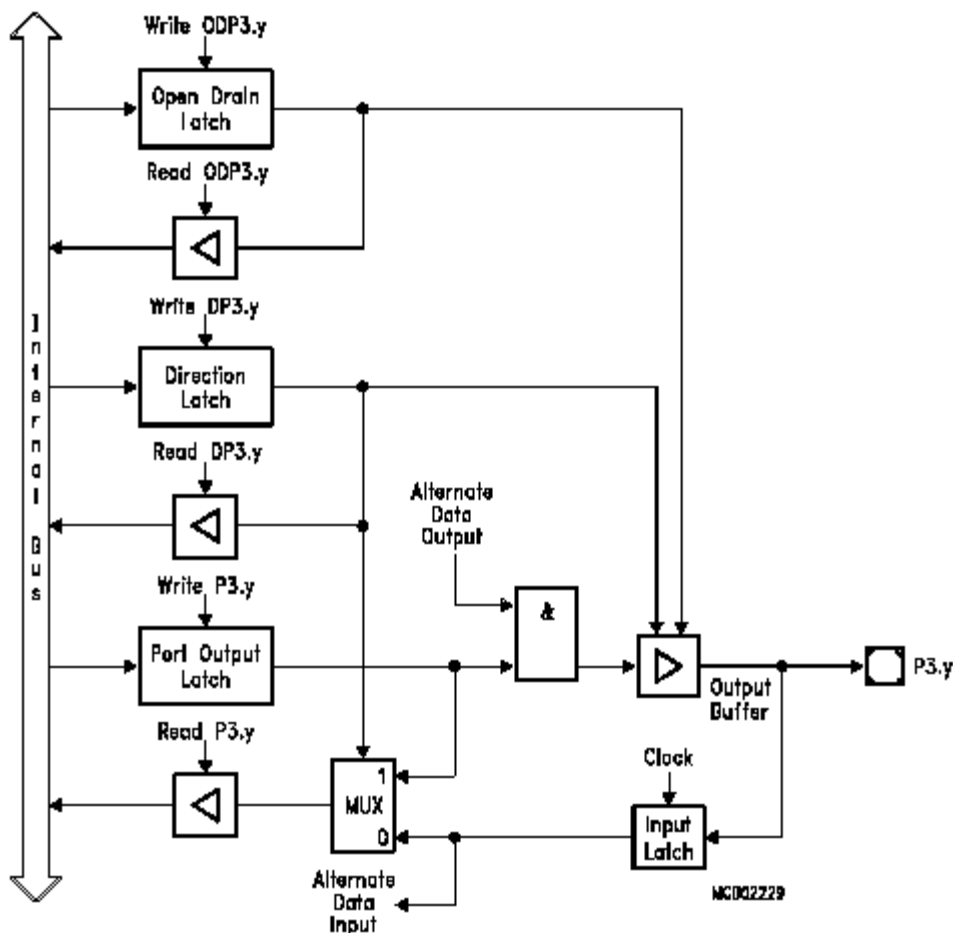 Write ODP3.y
Open Drain
Latch
Read ODP3.y
Write DP3.y
Internal Bus
Direction
Latch
Read DP3.y
Alternate
Data
Output
Write P3.y
&
Port Output
Latch
P3.y
Output
Buffer
Read P3.y
Clock
1
MUX
0
Input
Latch
Alternate
Data
Input